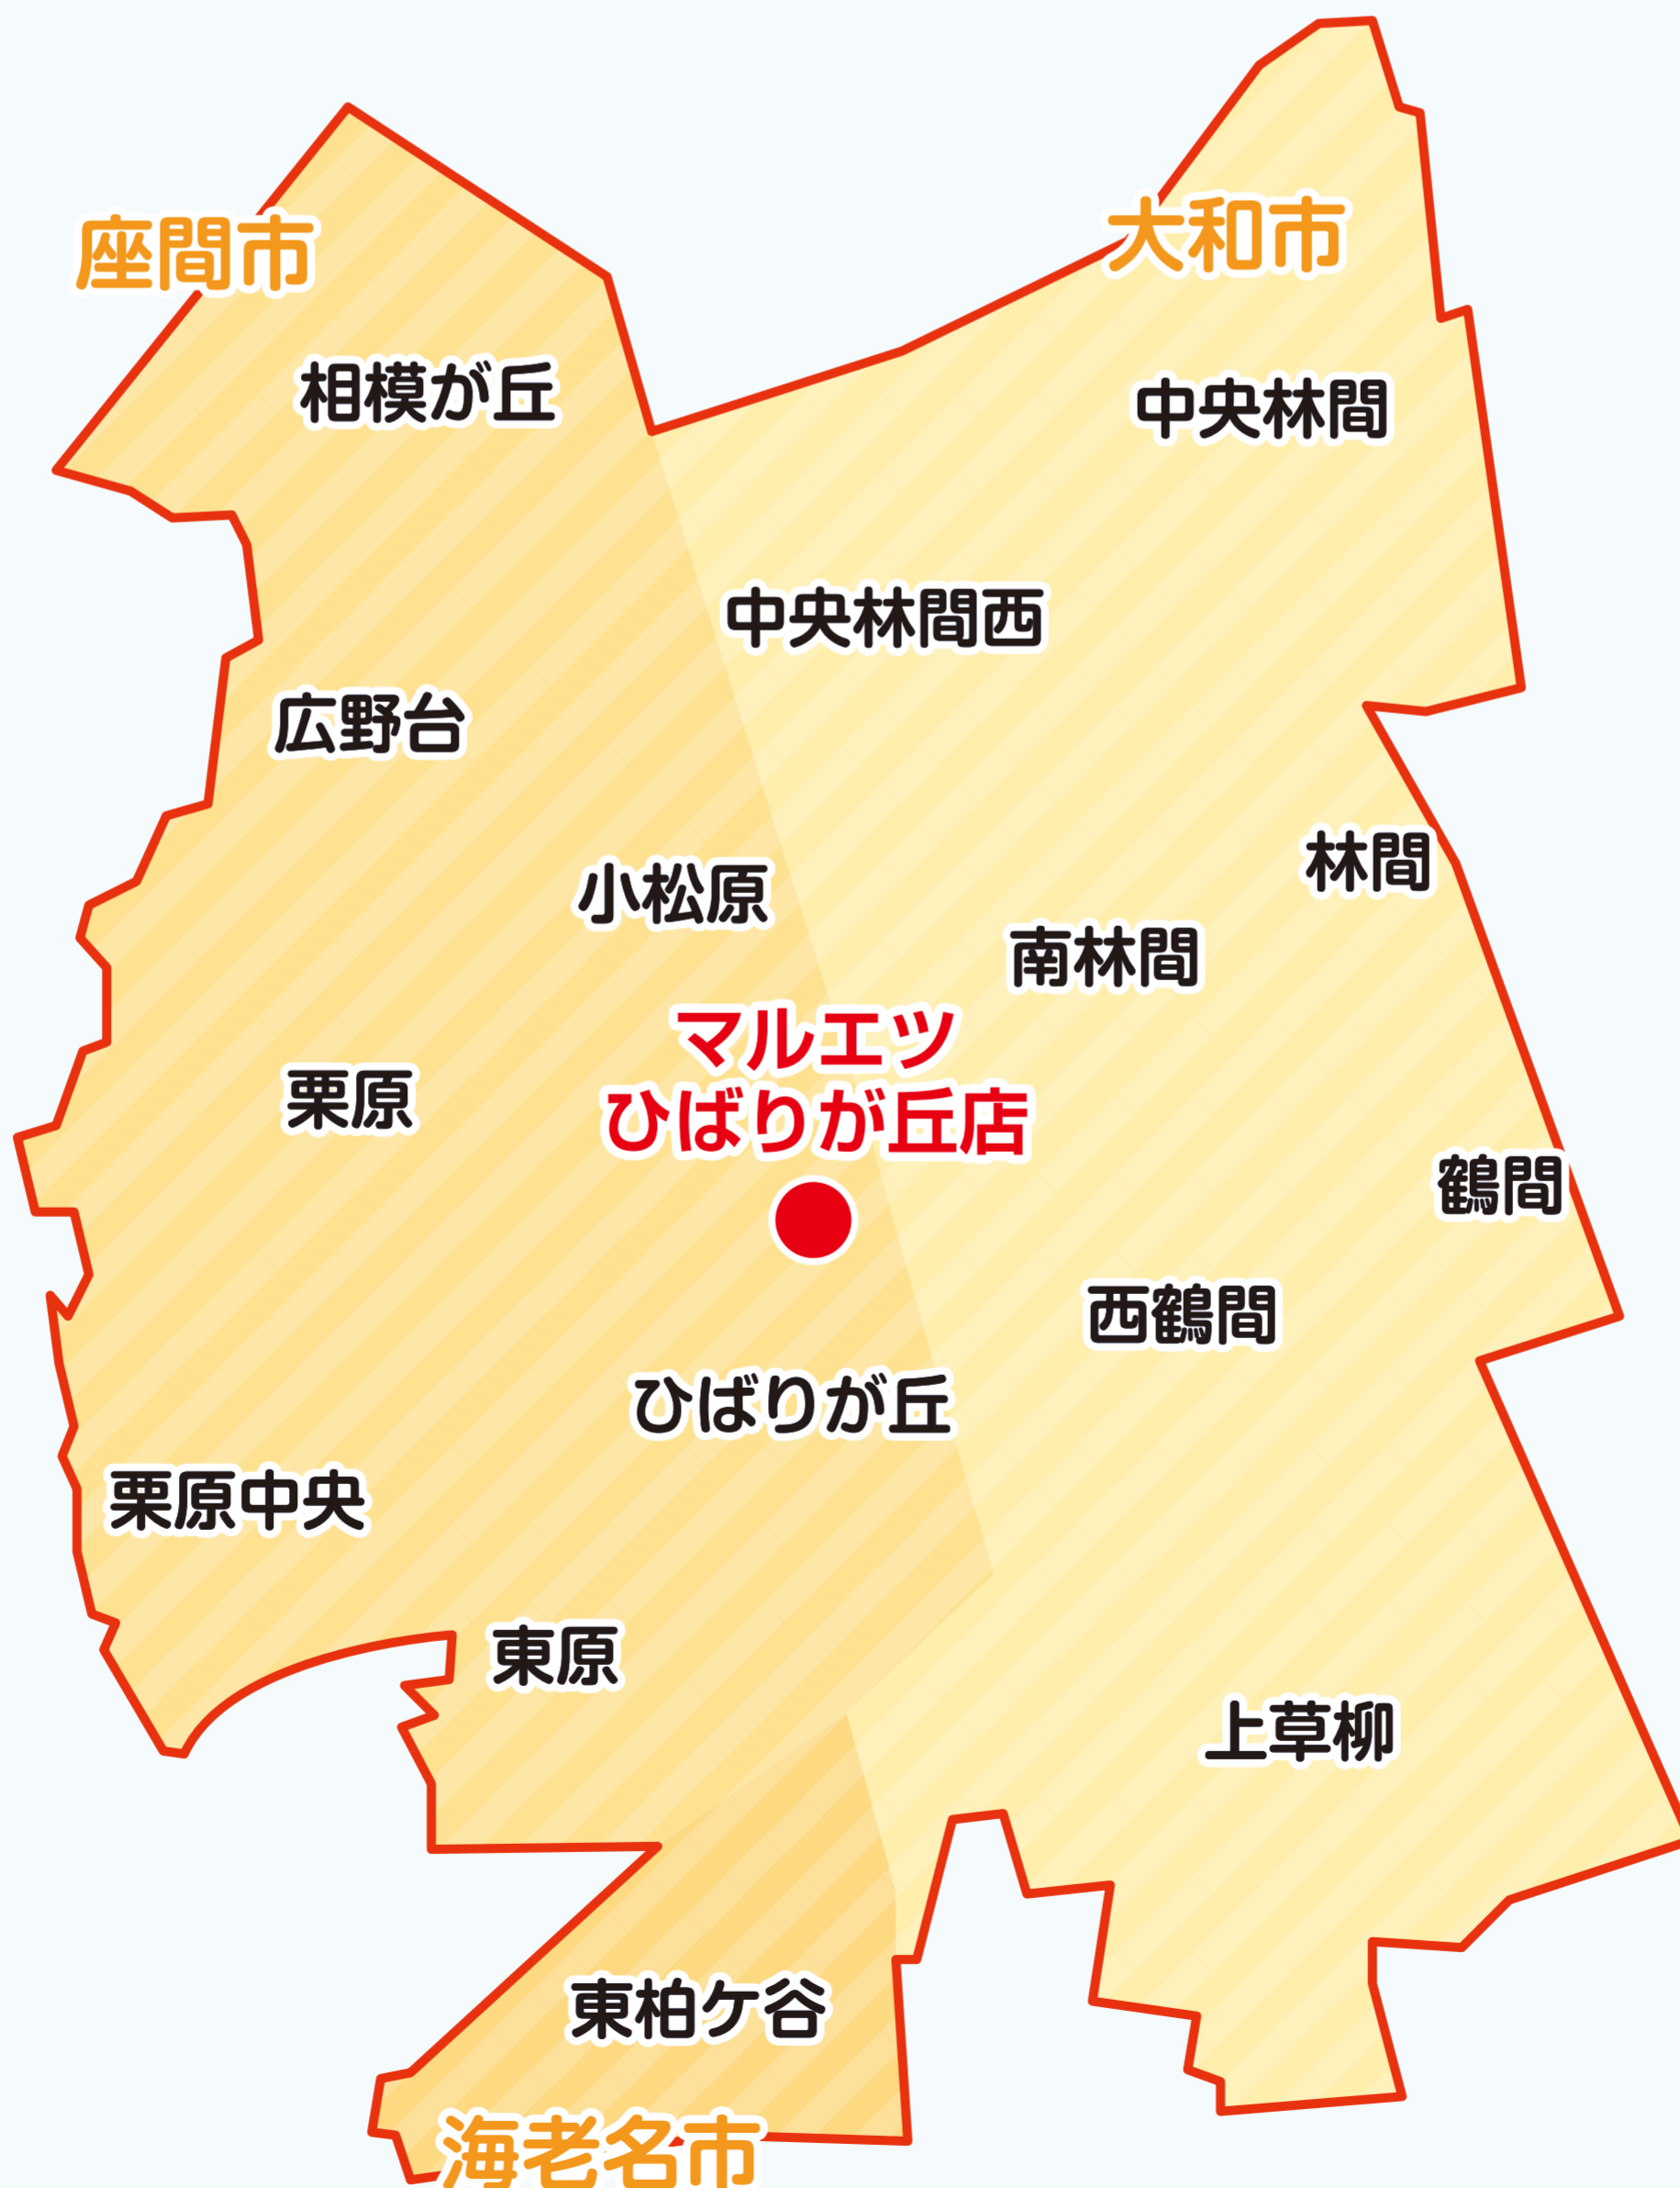 座間市
大和市
相模が丘
中央林間
中央林間西
広野台
小松原
林間
南林間
マルエツ
ひばりが丘店
栗原
鶴間
西鶴間
ひばりが丘
栗原中央
東原
上草柳
東柏ケ谷
海老名市